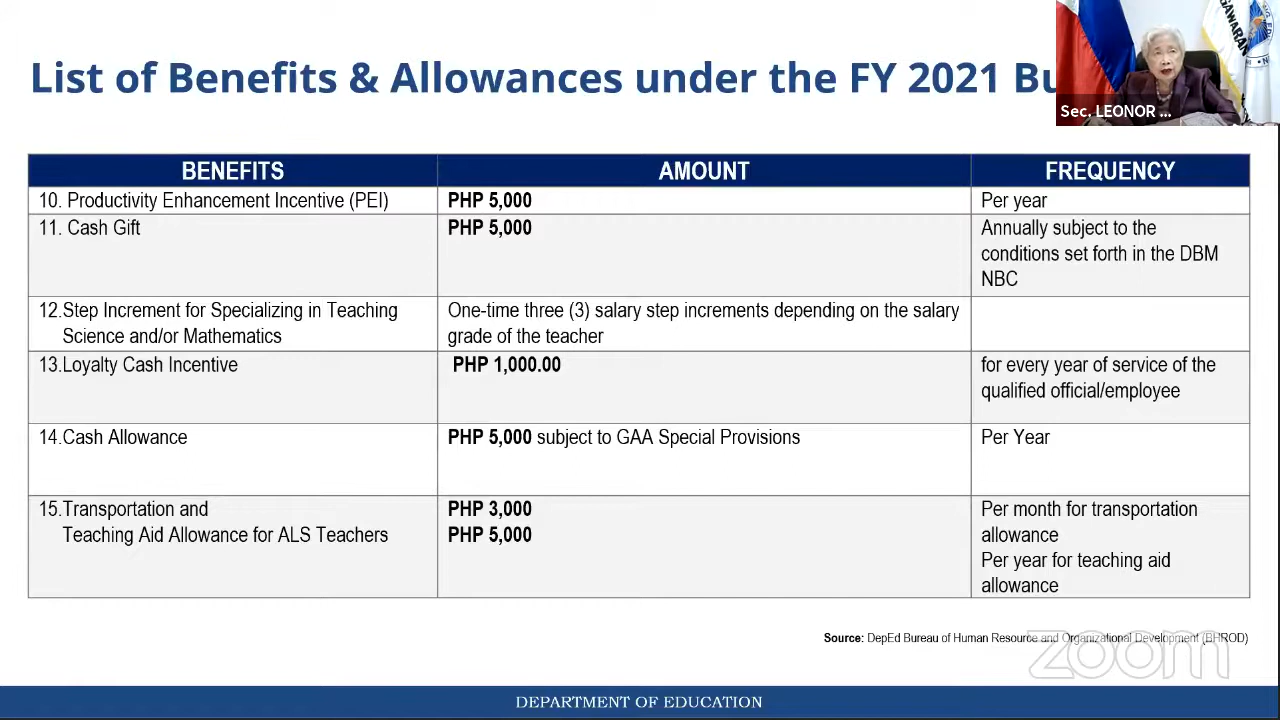 List of Benefits & Allowances under the FY 2021
Sec. LEONOR ...
BENEFITS AMOUNT FREQUENCY
10. Productivity Enhancement Incentive (PEI) PHP 5,000 Per year
11. Cash Gift PHP 5,000 Annually subject to the
conditions set forth in the DBM
NBC
12.Step Increment for Specializing in Teaching One-time three (3) salary step increments depending on the salary
Science and/or Mathematics grade of the teacher
13.Loyalty Cash Incentive PHP 1,000.00 for every year of service of the
qualified official/employee
14.Cash Allowance PHP 5,000 subject to GAA Special Provisions Per Year
15.Transportation and PHP 3,000 Per month for transportation
Teaching Aid Allowance for ALS Teachers PHP 5,000 allowance
Per year for teaching aid
allowance
Source: DepEd Bureau of Human Resource and Organizational Development (BHROD)
zoom
DEPARTMENT OF EDUCATION